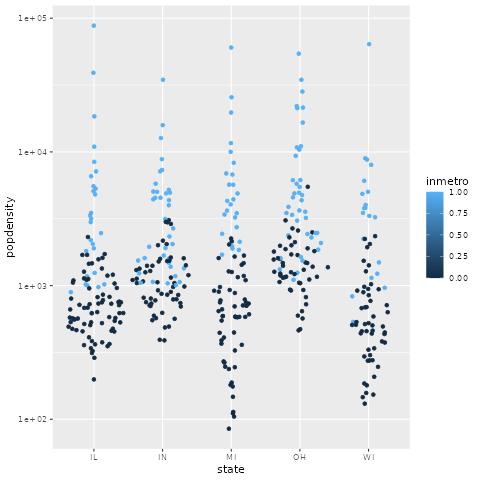 1e+05
1e+04
1e+03
1e+02
popdensity
IL IN MI OH WI
state
inmetro
1.00
0.75
0.50
0.25
0.00